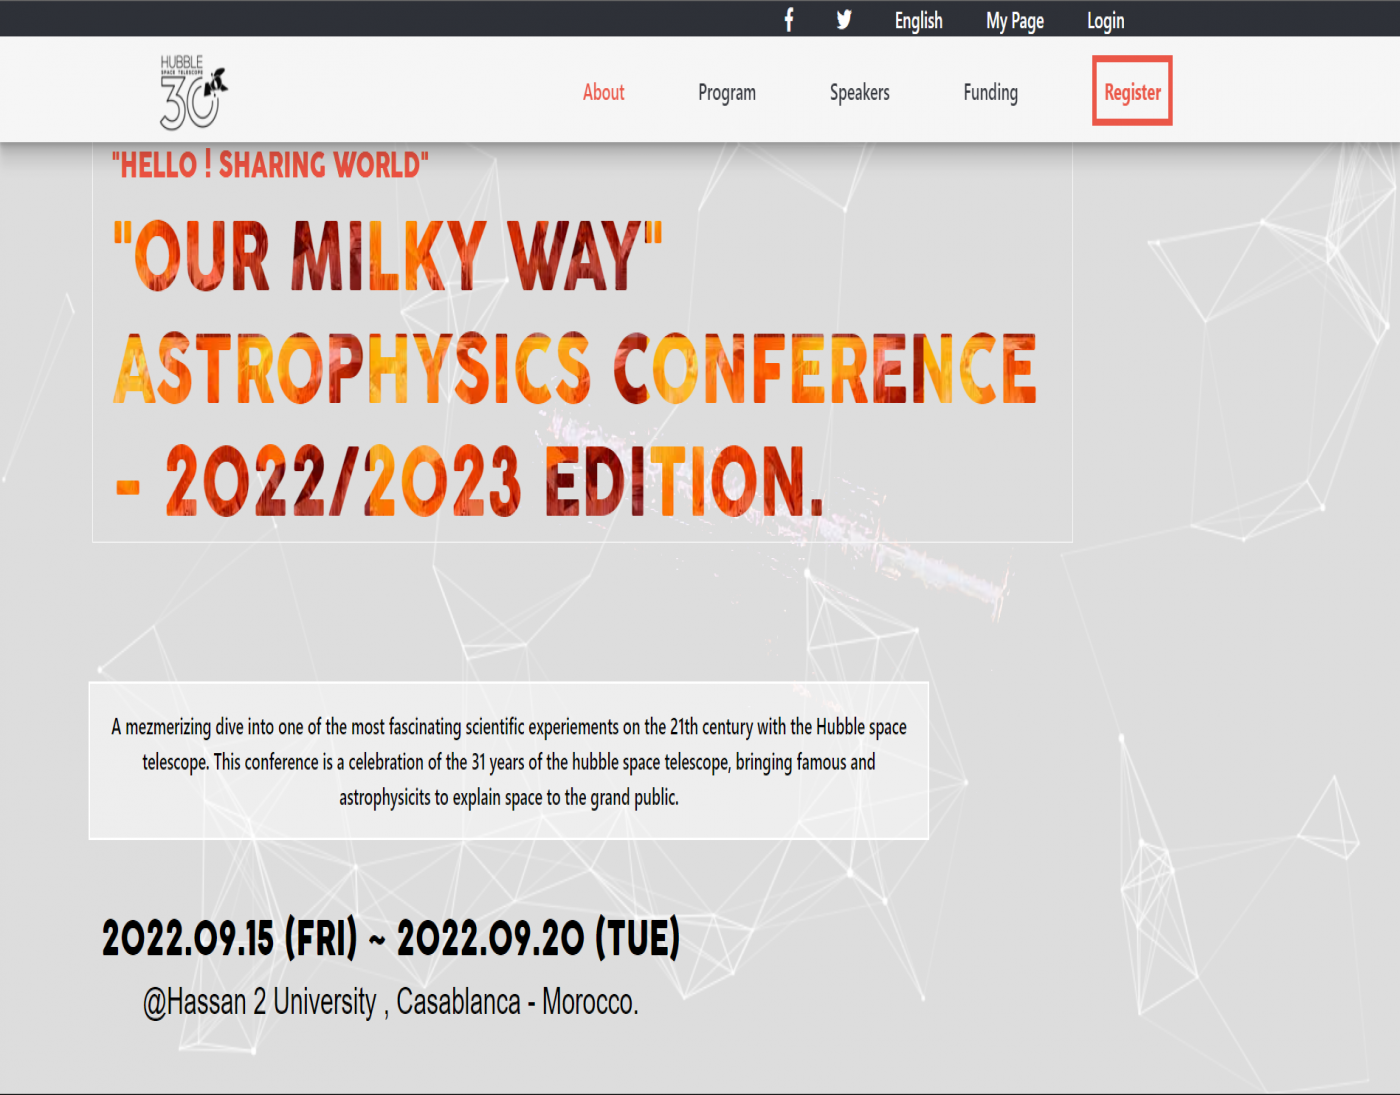 English
My Page
Login
HUBBLE
SPACE TELESCOPE
30
About
Program
Speakers
Funding
Register
"HELLO ! SHARING WORLD"
"OUR MILKY WAY"
ASTROPHYSICS CONFERENCE
- 2022/2023 EDITION.
A mezmerizing dive into one of the most fascinating scientific experiements on the 21th century with the Hubble space
telescope. This conference is a celebration of the 31 years of the hubble space telescope, bringing famous and
astrophysicits to explain space to the grand public.
2022.09.15 (FRI) ~ 2022.09.20 (TUE)
@Hassan 2 University , Casablanca - Morocco.